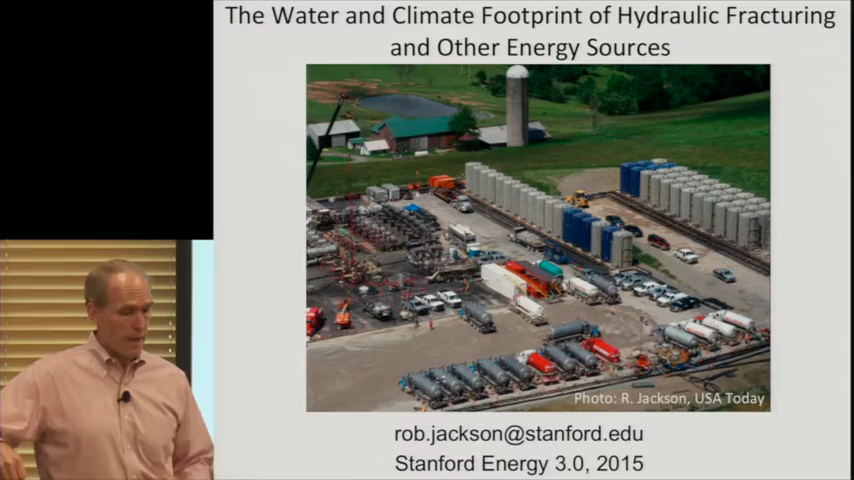 The Water and Climate Footprint of Hydraulic Fracturing
and Other Energy Sources
Photo: R. Jackson, USA Today
rob.jackson@stanford.edu
Stanford Energy 3.0, 2015